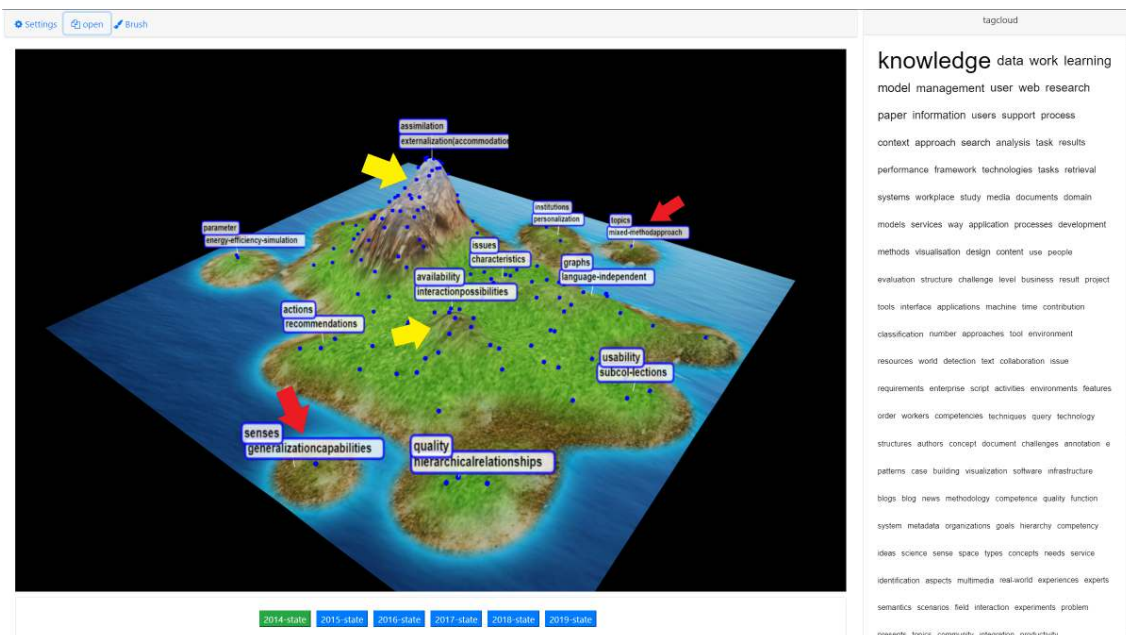 Settings open Brush
tagcloud
assimilation
externalization(accommodation
institutions
personalization
topics
mixed-methodapproach
parameter
energy-efficiency-simulation
issues
characteristics
graphs
language-independent
availability
interactionpossibilities
actions
recommendations
usability
subcol-lections
senses
generalizationcapabilities
quality
hierarchicalrelationships
2014-state 2015-state 2016-state 2017-state 2018-state 2019-state
knowledge data work learning
model management user web research
paper information users support process
context approach search analysis task results
performance framework technologies tasks retrieval
systems workplace study media documents domain
models services way application processes development
methods visualisation design content use people
evaluation structure challenge level business result project
tools interface applications machine time contribution
classification number approaches tool environment
resources world detection text collaboration issue
requirements enterprise script activities environments features
order workers competencies techniques query technology
structures authors concept document challenges annotation e
patterns case building visualization software infrastructure
blogs blog news methodology competence quality function
system metadata organizations goals hierarchy competency
ideas science sense space types concepts needs service
identification aspects multimedia real-world experiences experts
semantics scenarios field interaction experiments problem
presents topics community integration productivity